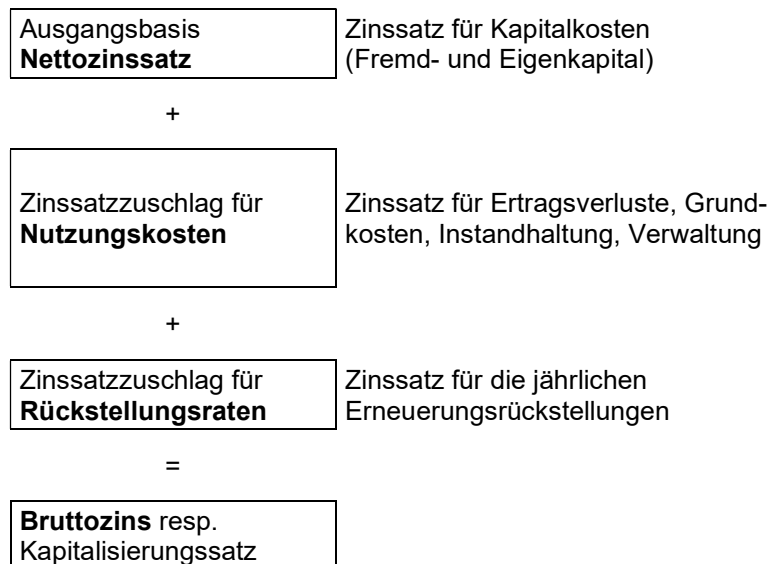 Ausgangsbasis
Nettozinssatz
Zinssatz für Kapitalkosten
(Fremd- und Eigenkapital)
+
Zinssatzzuschlag für
Nutzungskosten
Zinssatz für Ertragsverluste, Grund-
kosten, Instandhaltung, Verwaltung
+
Zinssatzzuschlag für
Rückstellungsraten
Zinssatz für die jährlichen
Erneuerungsrückstellungen
=
Bruttozins resp.
Kapitalisierungssatz